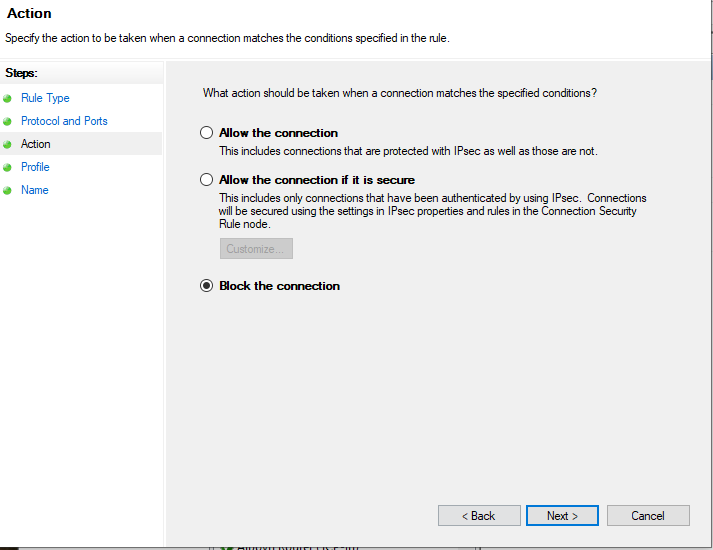 Action
Specify the action to be taken when a connection matches the conditions specified in the rule.
Steps:
Rule Type
Protocol and Ports
Action
Profile
Name
What action should be taken when a connection matches the specified conditions?
Allow the connection
This includes connections that are protected with IPsec as well as those are not.
Allow the connection if it is secure
This includes only connections that have been authenticated by using IPsec. Connections
will be secured using the settings in IPsec properties and rules in the Connection Security
Rule node.
Customize...
Block the connection
< Back
Next >
Cancel